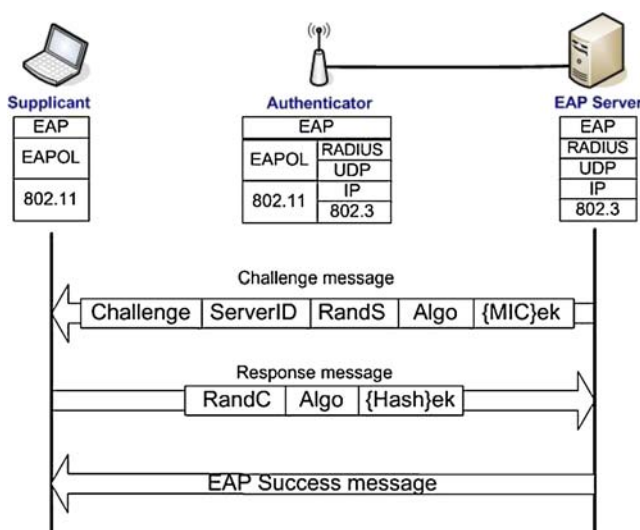 Supplicant
Authenticator
EAP Server
EAP
EAPOL
802.11
EAP
EAPOL
RADIUS
UDP
802.11
IP
802.3
EAP
RADIUS
UDP
IP
802.3
Challenge message
Challenge ServerID RandS Algo {MIC}ek
Response message
RandC Algo {Hash}ek
EAP Success message